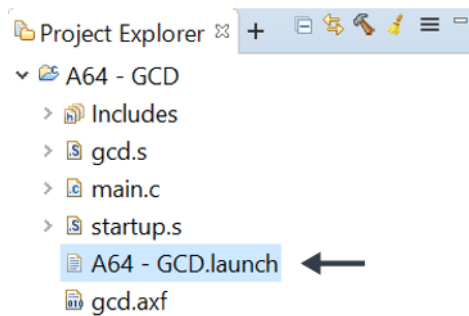 Project Explorer
A64 - GCD
Includes
gcd.s
main.c
startup.s
A64 - GCD.launch
gcd.axf